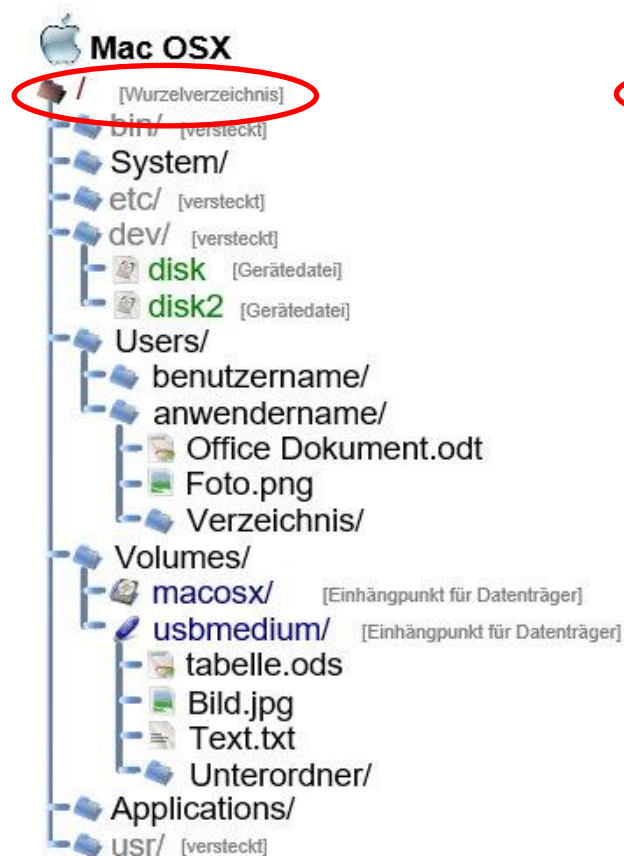 Mac OSX
/ [Wurzelverzeichnis]
bin/ [versteckt]
System/
etc/ [versteckt]
dev/ [versteckt]
disk [Gerätedatei]
disk2 [Gerätedatei]
Users/
benutzername/
anwendername/
Office Dokument.odt
Foto.png
Verzeichnis/
Volumes/
macosx/ [Einhängpunkt für Datenträger]
usbmedium/ [Einhängpunkt für Datenträger]
tabelle.ods
Bild.jpg
Text.txt
Unterordner/
Applications/
usr/ [versteckt]